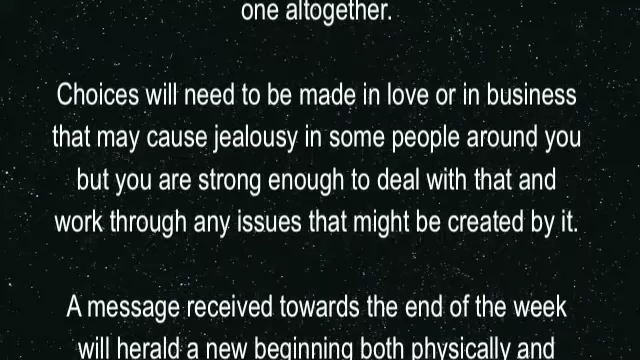 one altogether.
Choices will need to be made in love or in business
that may cause jealousy in some people around you
but you are strong enough to deal with that and
work through any issues that might be created by it.
A message received towards the end of the week
will herald a new beginning both physically and